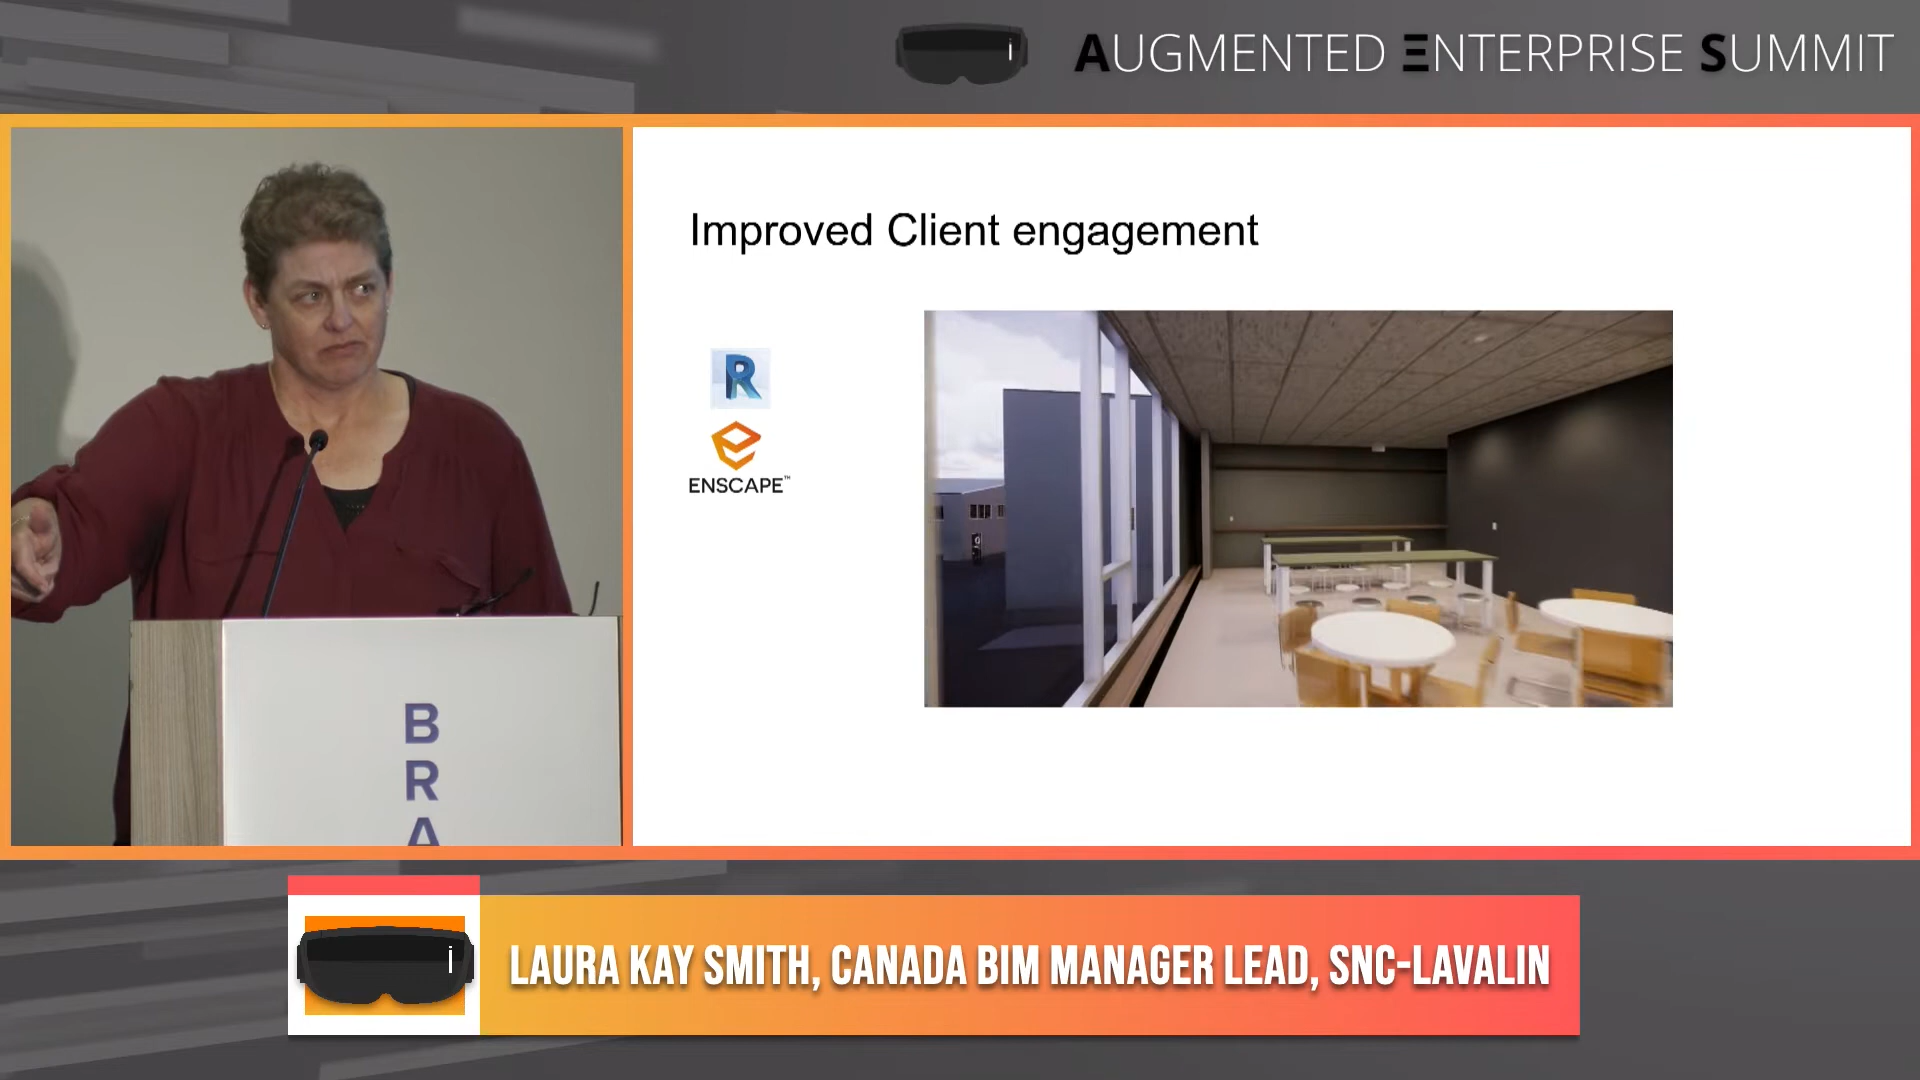 AUGMENTED ENTERPRISE SUMMIT
Improved Client engagement
R
ENSCAPE™
B
R
A
LAURA KAY SMITH, CANADA BIM MANAGER LEAD, SNC-LAVALIN